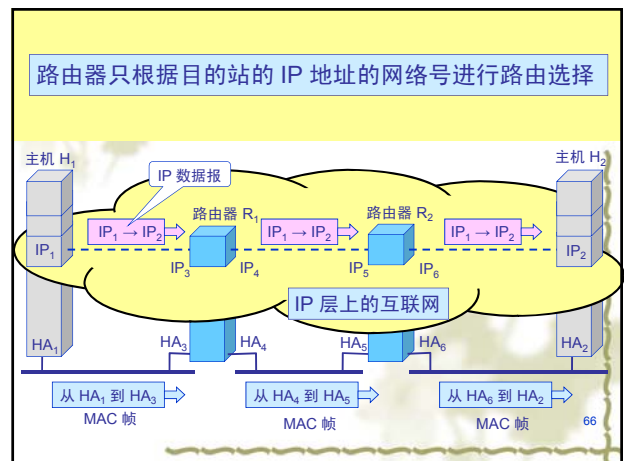 路由器只根据目的站的 IP 地址的网络号进行路由选择
主机 H₁
主机 H₂
IP 数据报
路由器 R₁
路由器 R₂
IP₁ → IP₂
IP₁ → IP₂
IP₁ → IP₂
IP₁
IP₃
IP₄
IP₅
IP₆
IP₂
IP 层上的互联网
HA₁
HA₃
HA₄
HA₅
HA₆
HA₂
从 HA₁ 到 HA₃
从 HA₄ 到 HA₅
从 HA₆ 到 HA₂
MAC 帧
MAC 帧
MAC 帧
66